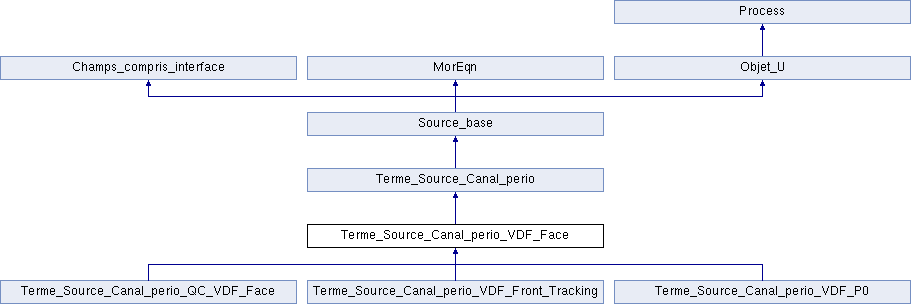 Process
Champs_compris_interface
MorEqn
Objet_U
Source_base
Terme_Source_Canal_perio
Terme_Source_Canal_perio_VDF_Face
Terme_Source_Canal_perio_QC_VDF_Face
Terme_Source_Canal_perio_VDF_Front_Tracking
Terme_Source_Canal_perio_VDF_P0